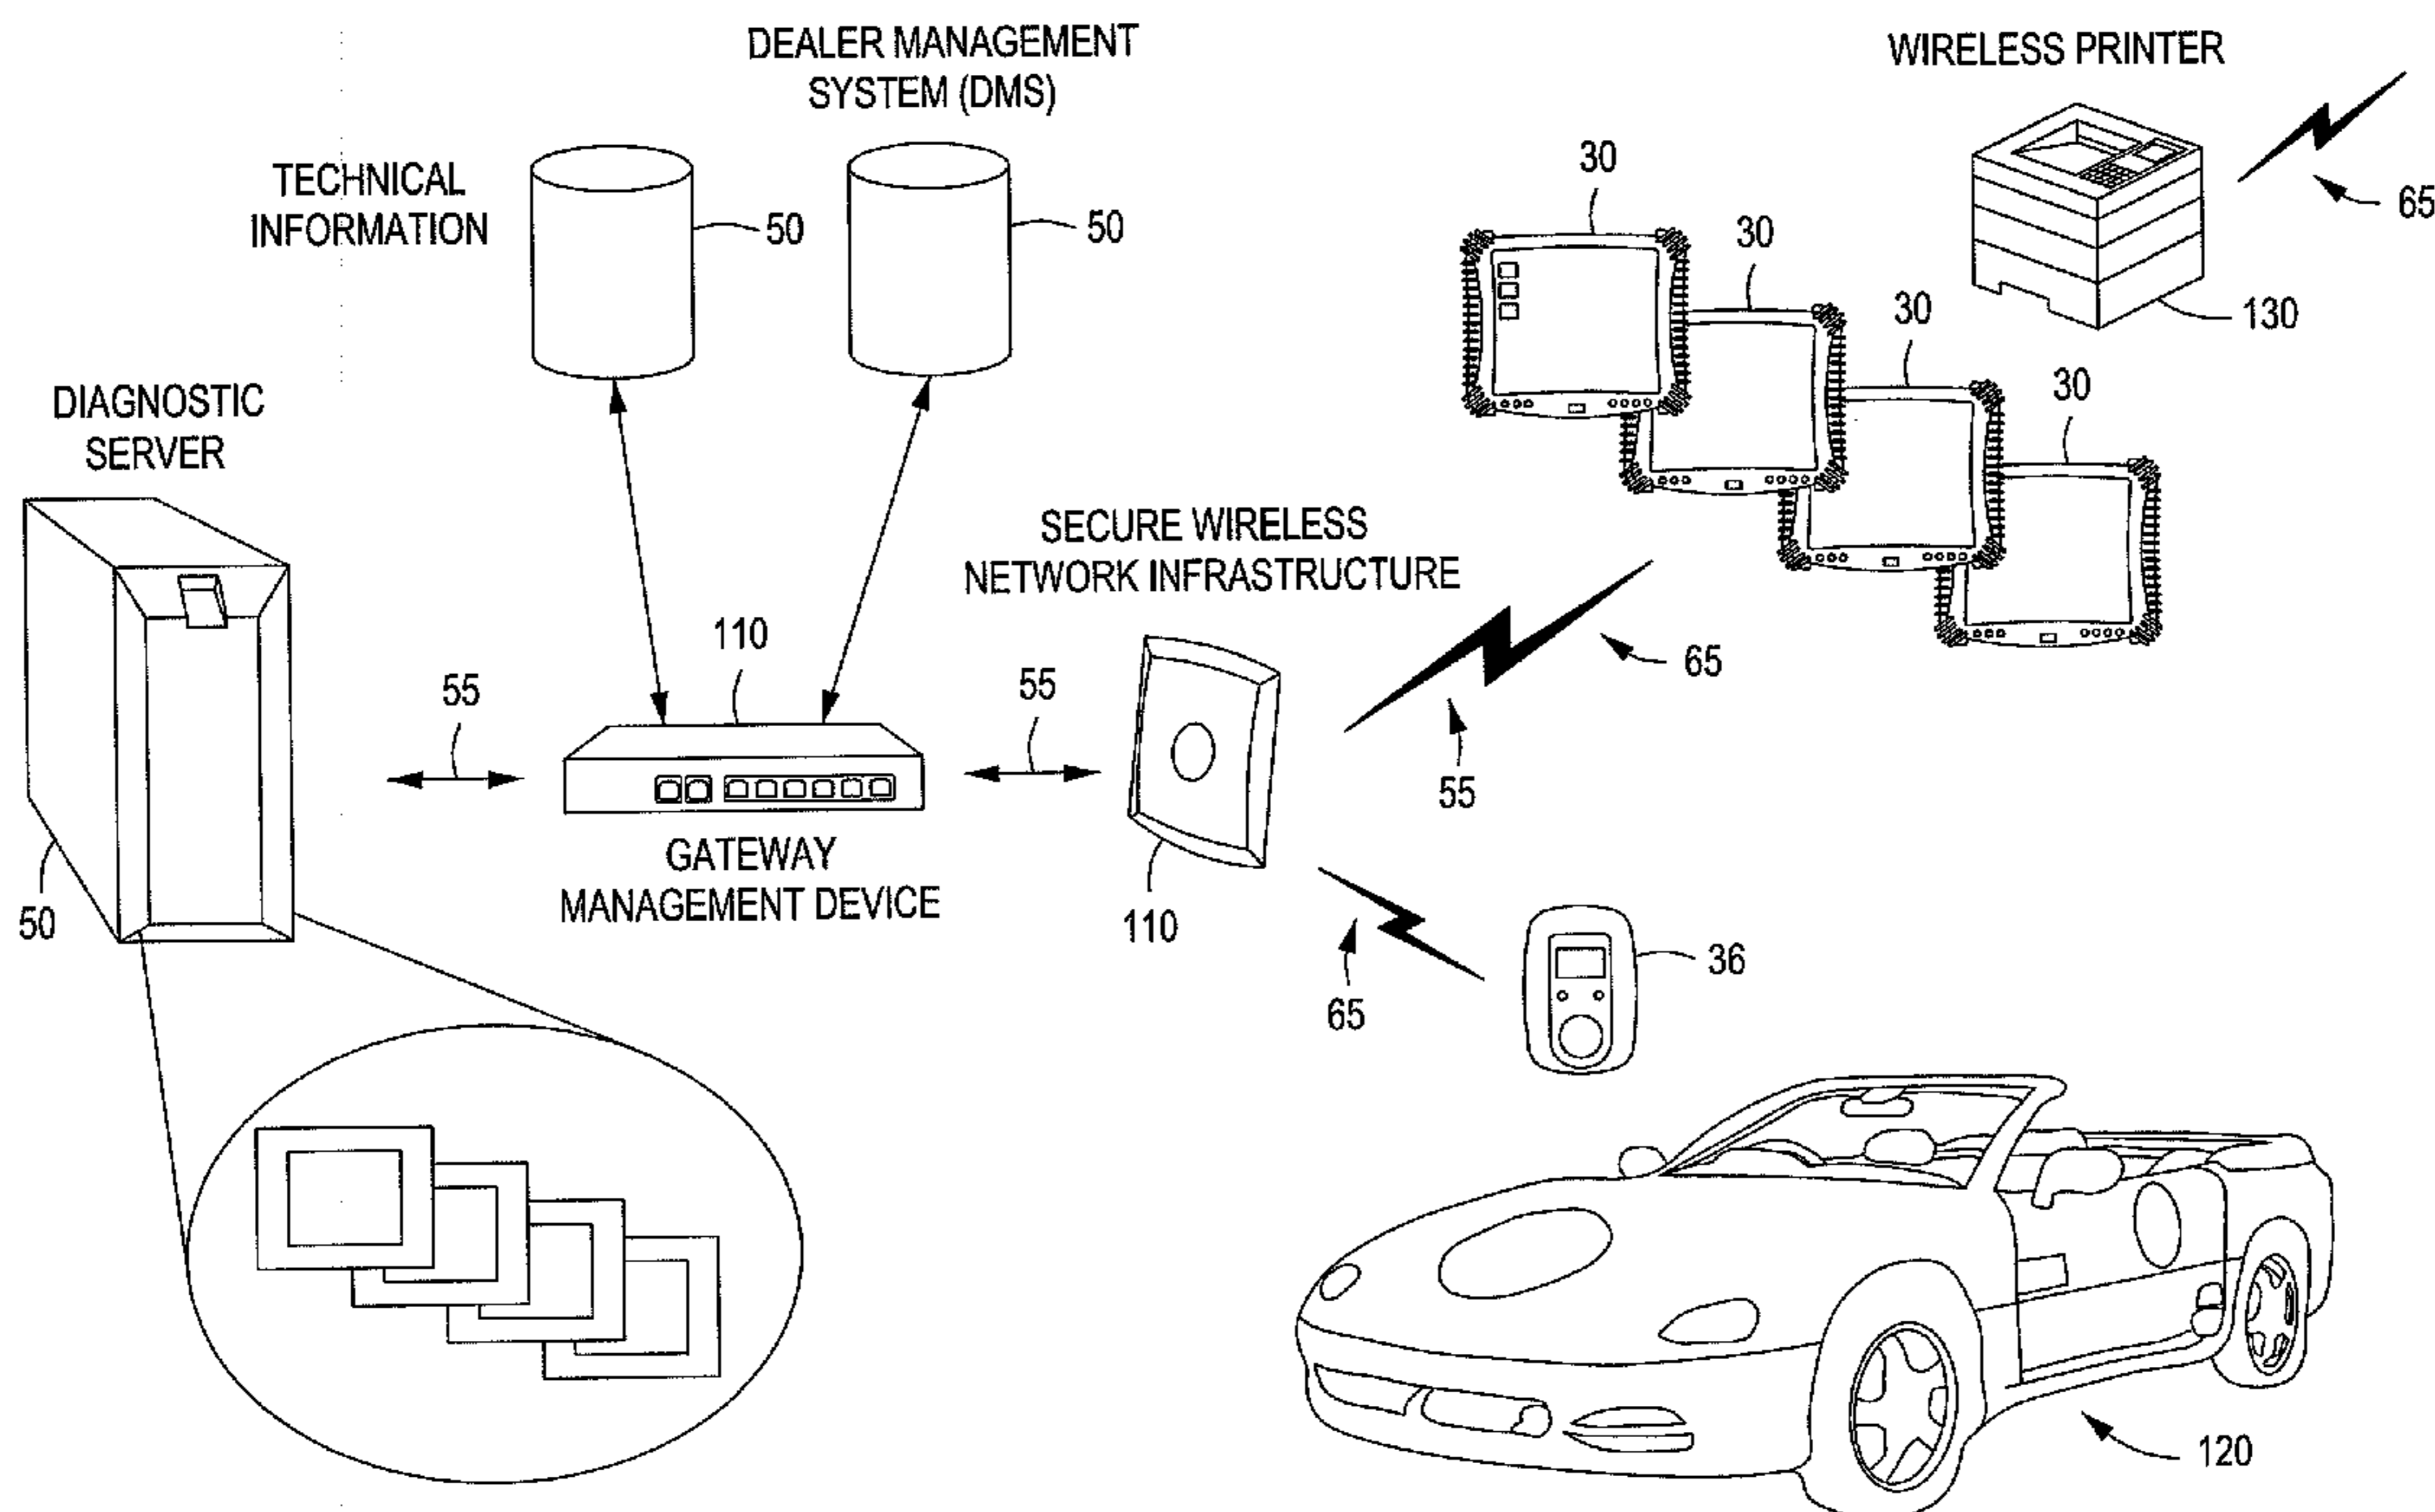 DEALER MANAGEMENT
SYSTEM (DMS)
WIRELESS PRINTER
TECHNICAL
INFORMATION
50
50
30
30
30
30
65
130
DIAGNOSTIC
SERVER
SECURE WIRELESS
NETWORK INFRASTRUCTURE
110
55
55
65
55
GATEWAY
MANAGEMENT DEVICE
50
110
65
36
120